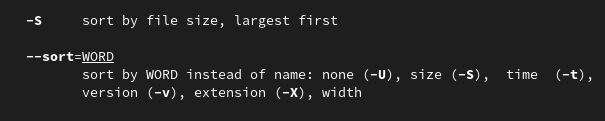 -S     sort by file size, largest first
--sort=WORD
sort by WORD instead of name: none (-U), size (-S),  time  (-t),
version (-v), extension (-X), width